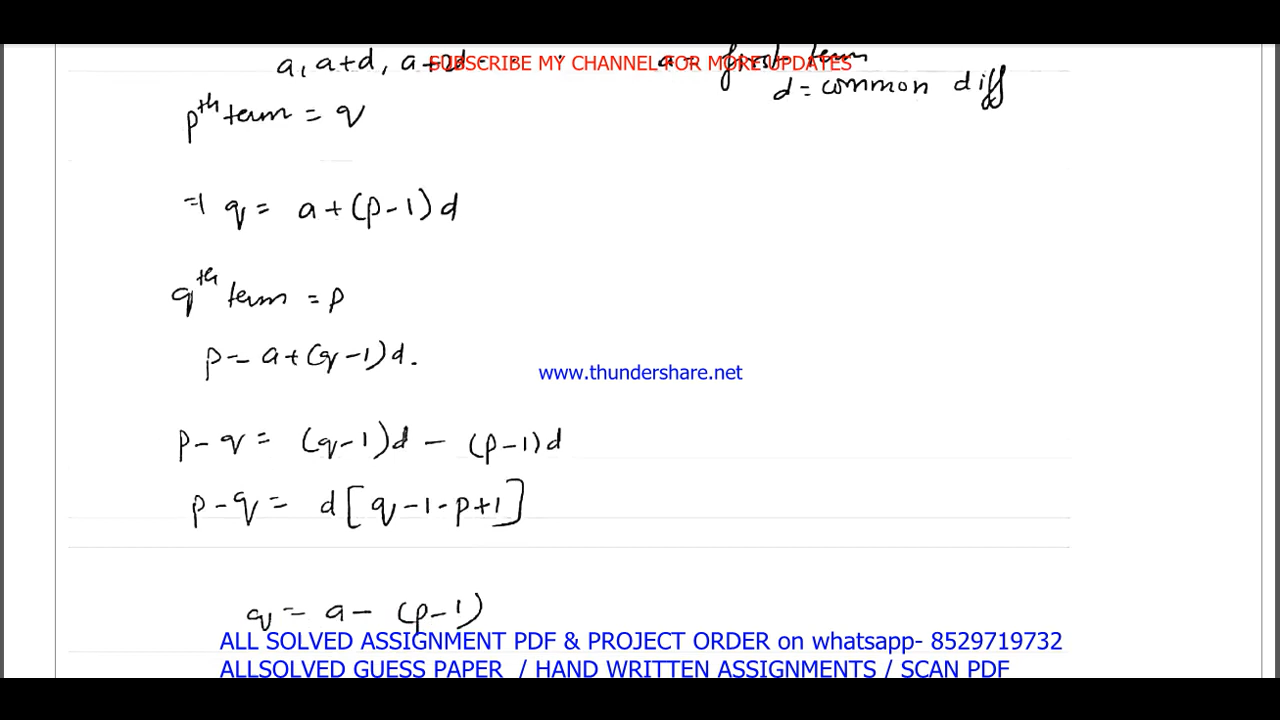 a, a+d, a+2d - - . a = first term
SUBSCRIBE MY CHANNEL FOR MORE UPDATES
d = common diff
pth term = q
⇒ q = a+(p-1)d
qth term = p
p = a+(q-1)d.
www.thundershare.net
p-q = (q-1)d - (p-1)d
p-q = d[q-1-p+1]
q = a - (p-1)
ALL SOLVED ASSIGNMENT PDF & PROJECT ORDER on whatsapp- 8529719732
ALLSOLVED GUESS PAPER / HAND WRITTEN ASSIGNMENTS / SCAN PDF